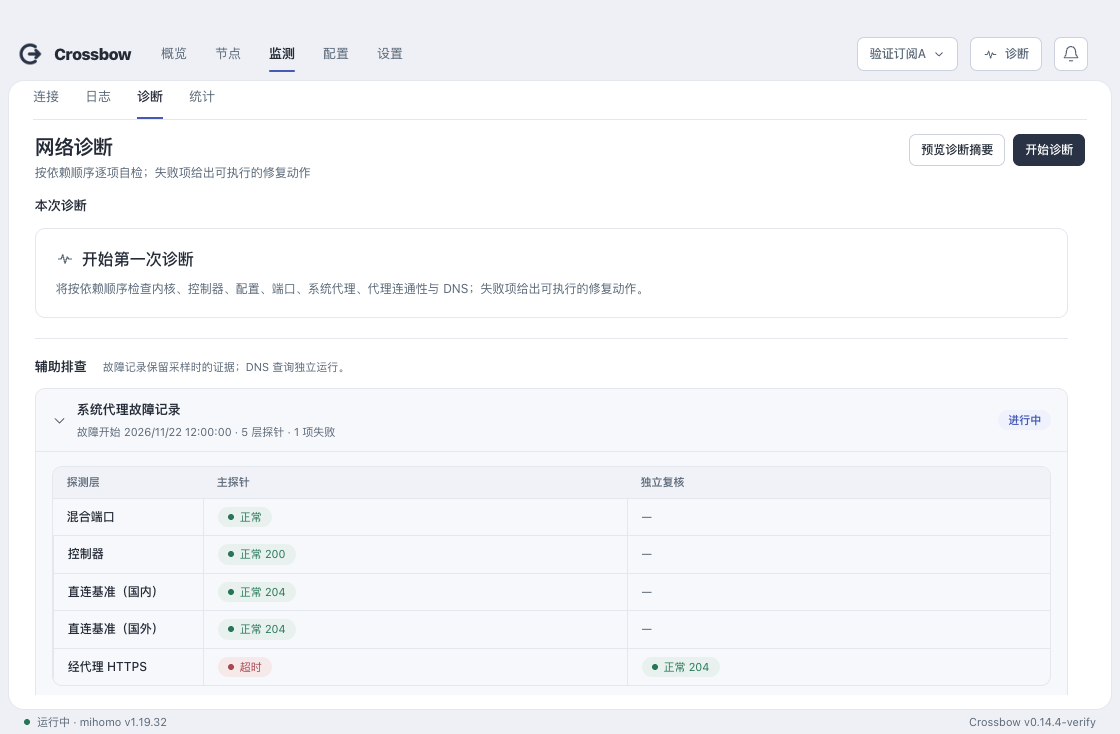 Crossbow 概览 节点 监测 配置 设置 验证订阅A 诊断
连接 日志 诊断 统计
网络诊断
按依赖顺序逐项自检；失败项给出可执行的修复动作
预览诊断摘要 开始诊断
本次诊断
开始第一次诊断
将按依赖顺序检查内核、控制器、配置、端口、系统代理、代理连通性与 DNS；失败项给出可执行的修复动作。
辅助排查 故障记录保留采样时的证据；DNS 查询独立运行。
系统代理故障记录
故障开始 2026/11/22 12:00:00 · 5 层探针 · 1 项失败
进行中
探测层 主探针 独立复核
混合端口 正常 —
控制器 正常 200 —
直连基准（国内） 正常 204 —
直连基准（国外） 正常 204 —
经代理 HTTPS 超时 正常 204
运行中 · mihomo v1.19.32 Crossbow v0.14.4-verify